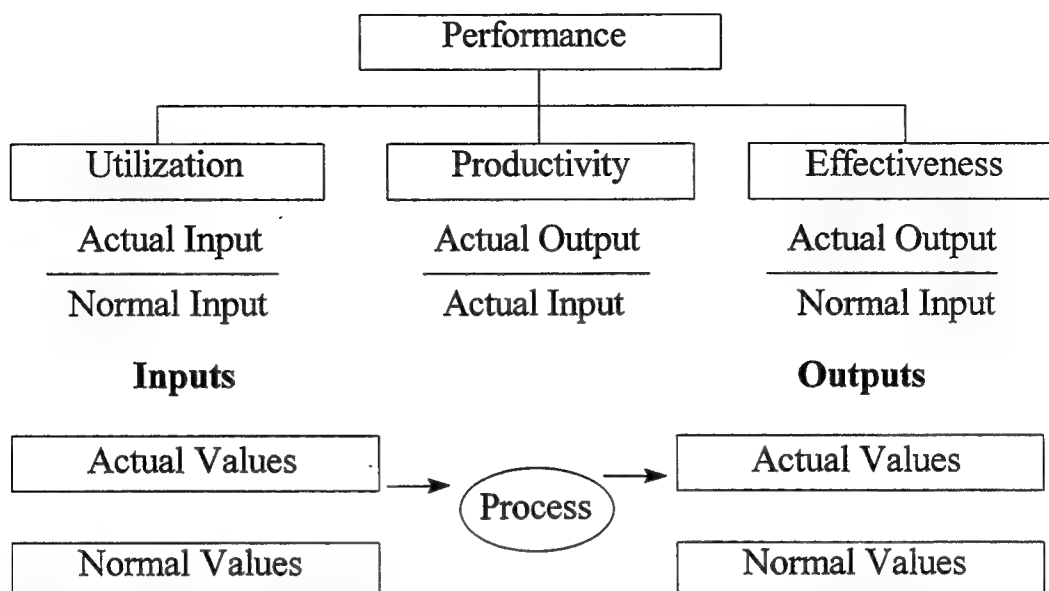 Performance
Utilization Productivity Effectiveness
Actual Input Actual Output Actual Output
Normal Input Actual Input Normal Input
Inputs Outputs
Actual Values Actual Values
Process
Normal Values Normal Values